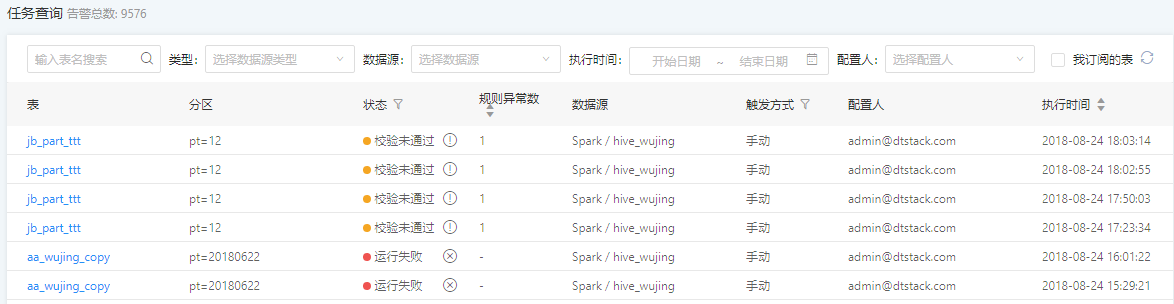 任务查询 告警总数: 9576
输入表名搜索 类型: 选择数据源类型 数据源: 选择数据源 执行时间: 开始日期 ~ 结束日期 配置人: 选择配置人 我订阅的表
表 分区 状态 规则异常数 数据源 触发方式 配置人 执行时间
jb_part_ttt pt=12 校验未通过 1 Spark / hive_wujing 手动 admin@dtstack.com 2018-08-24 18:03:14
jb_part_ttt pt=12 校验未通过 1 Spark / hive_wujing 手动 admin@dtstack.com 2018-08-24 18:02:55
jb_part_ttt pt=12 校验未通过 1 Spark / hive_wujing 手动 admin@dtstack.com 2018-08-24 17:50:03
jb_part_ttt pt=12 校验未通过 1 Spark / hive_wujing 手动 admin@dtstack.com 2018-08-24 17:23:34
aa_wujing_copy pt=20180622 运行失败 - Spark / hive_wujing 手动 admin@dtstack.com 2018-08-24 16:01:22
aa_wujing_copy pt=20180622 运行失败 - Spark / hive_wujing 手动 admin@dtstack.com 2018-08-24 15:29:21